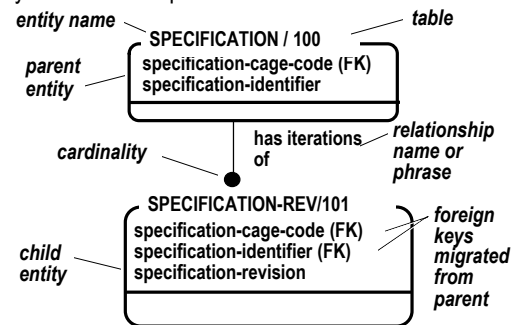 entity name
SPECIFICATION / 100
table
parent
entity
specification-cage-code (FK)
specification-identifier
cardinality
has iterations
of
relationship
name or
phrase
SPECIFICATION-REV/101
child
entity
specification-cage-code (FK)
specification-identifier (FK)
specification-revision
foreign
keys
migrated
from
parent